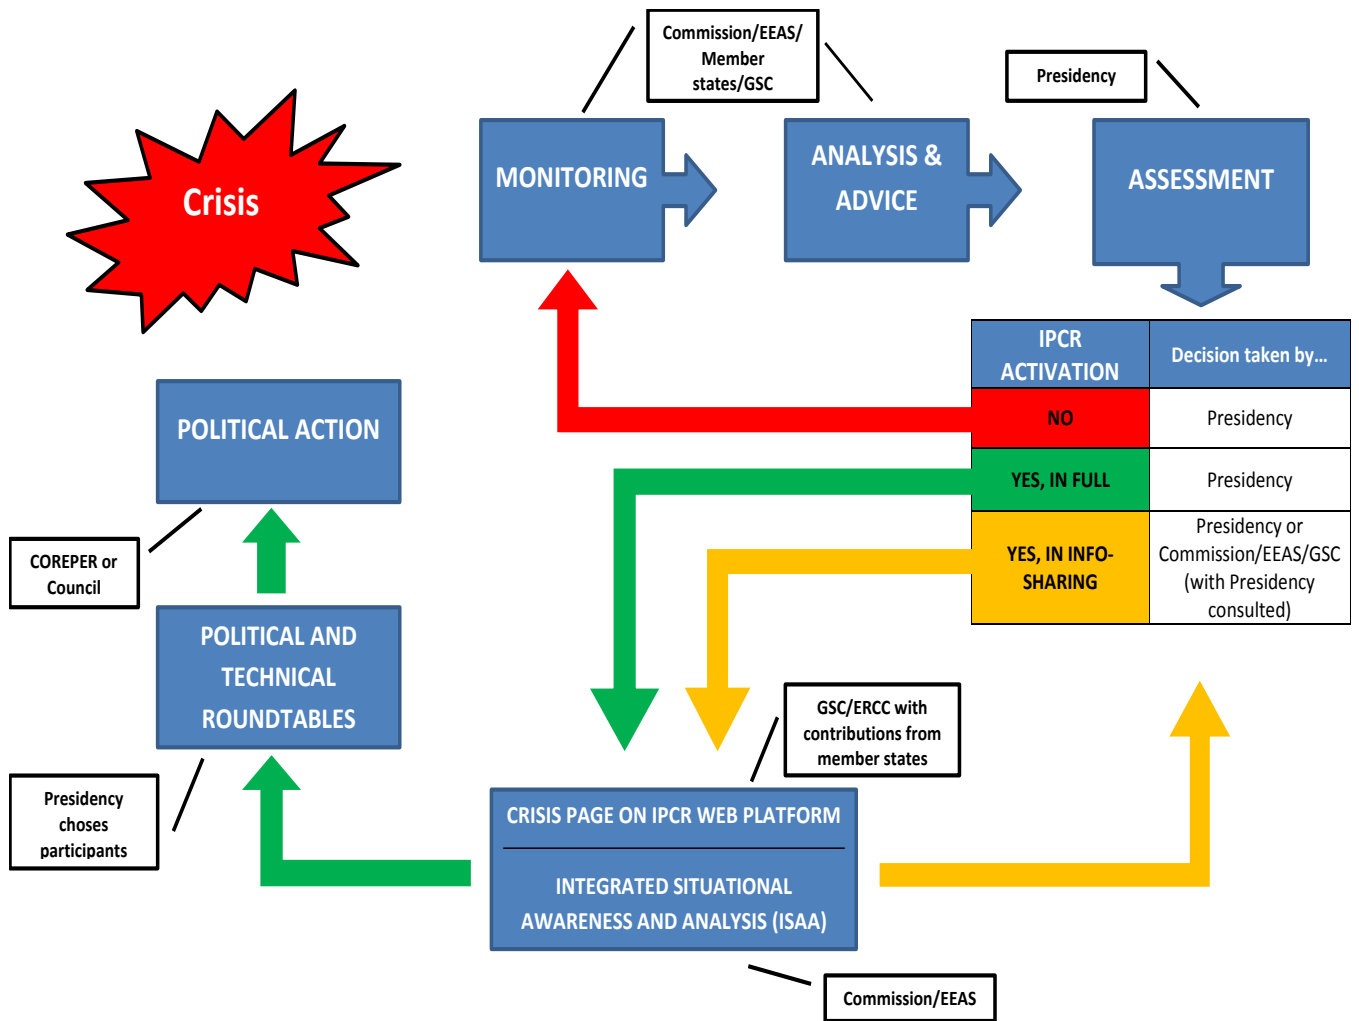 Commission/EEAS/
Member
states/GSC
Presidency
Crisis
MONITORING
ANALYSIS &
ADVICE
ASSESSMENT
IPCR
ACTIVATION
Decision taken by...
NO
Presidency
YES, IN FULL
Presidency
YES, IN INFO-
SHARING
Presidency or
Commission/EEAS/GSC
(with Presidency
consulted)
POLITICAL ACTION
COREPER or
Council
POLITICAL AND
TECHNICAL
ROUNDTABLES
Presidency
choses
participants
GSC/ERCC with
contributions from
member states
CRISIS PAGE ON IPCR WEB PLATFORM
INTEGRATED SITUATIONAL
AWARENESS AND ANALYSIS (ISAA)
Commission/EEAS